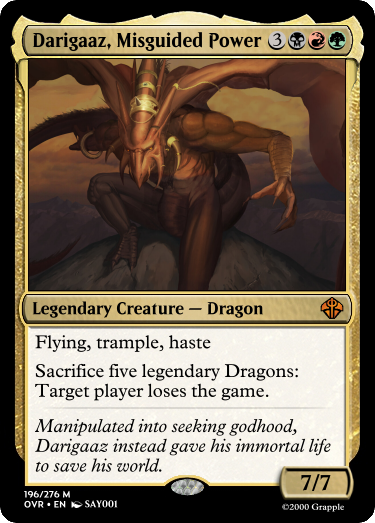 Darigaaz, Misguided Power 3
Legendary Creature — Dragon
Flying, trample, haste
Sacrifice five legendary Dragons:
Target player loses the game.
Manipulated into seeking godhood,
Darigaaz instead gave his immortal life
to save his world.
7/7
196/276 M
OVR • EN SAY001
©2000 Grapple